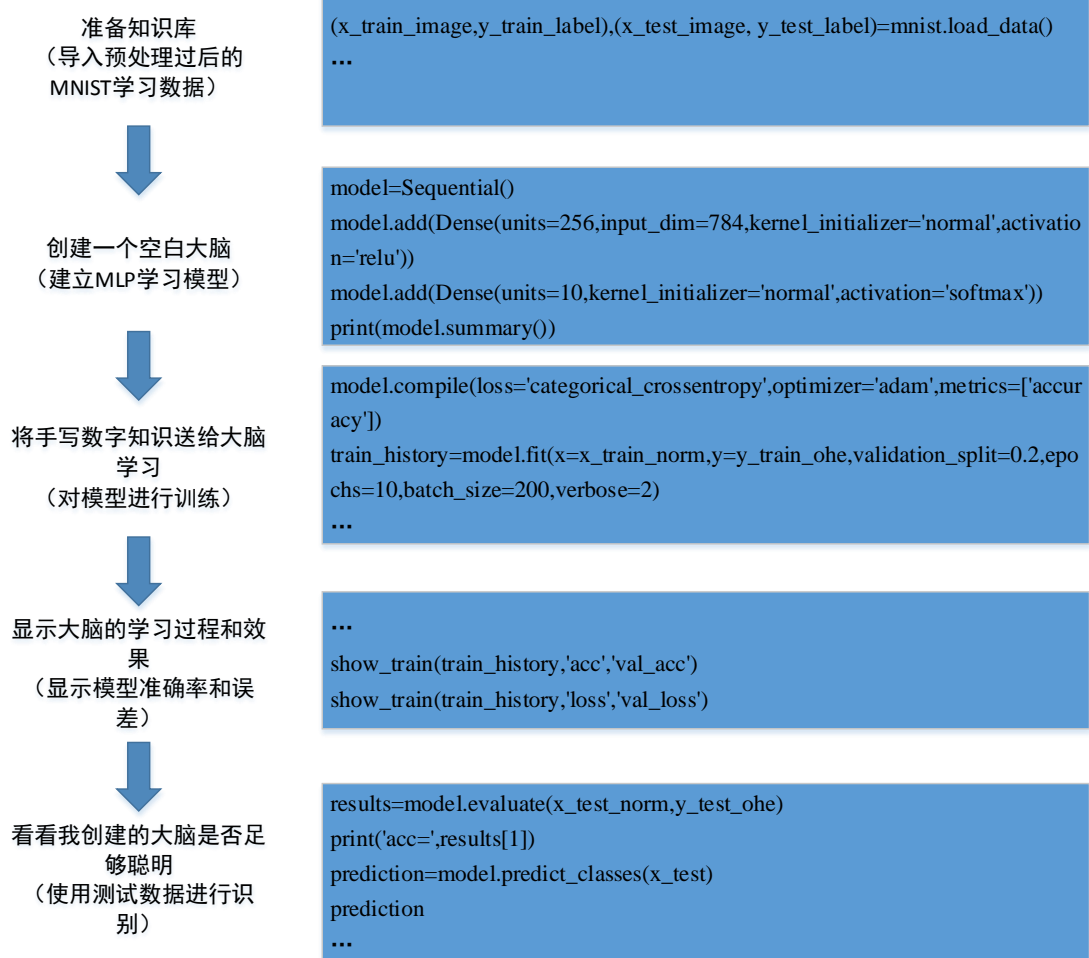 准备知识库
（导入预处理过后的
MNIST学习数据）
(x_train_image,y_train_label),(x_test_image, y_test_label)=mnist.load_data()
…
创建一个空白大脑
（建立MLP学习模型）
model=Sequential()
model.add(Dense(units=256,input_dim=784,kernel_initializer='normal',activatio
n='relu'))
model.add(Dense(units=10,kernel_initializer='normal',activation='softmax'))
print(model.summary())
将手写数字知识送给大脑
学习
（对模型进行训练）
model.compile(loss='categorical_crossentropy',optimizer='adam',metrics=['accur
acy'])
train_history=model.fit(x=x_train_norm,y=y_train_ohe,validation_split=0.2,epo
chs=10,batch_size=200,verbose=2)
…
显示大脑的学习过程和效
果
（显示模型准确率和误
差）
…
show_train(train_history,'acc','val_acc')
show_train(train_history,'loss','val_loss')
看看我创建的大脑是否足
够聪明
（使用测试数据进行识
别）
results=model.evaluate(x_test_norm,y_test_ohe)
print('acc=',results[1])
prediction=model.predict_classes(x_test)
prediction
…